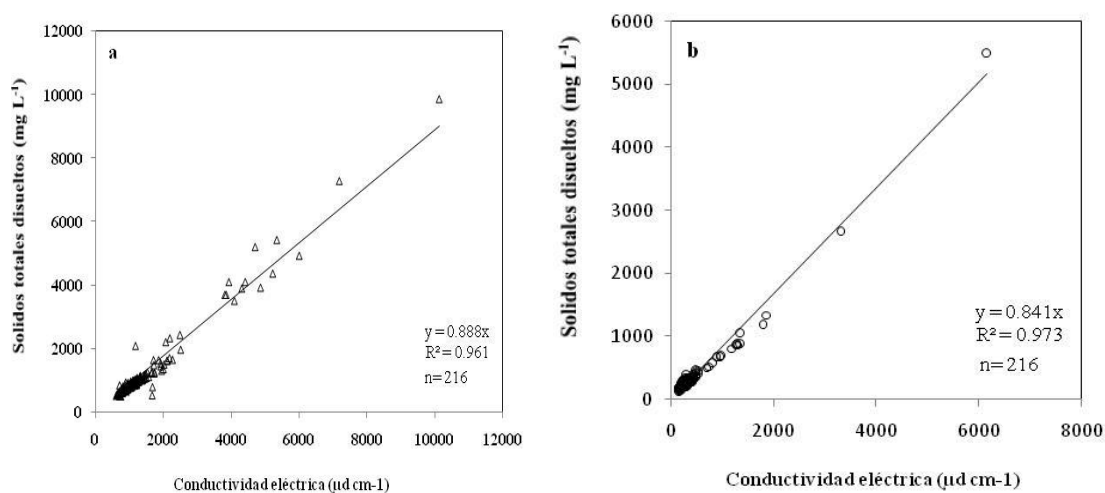 a
Solidos totales disueltos (mg L-1)
12000
10000
8000
6000
4000
2000
0
y = 0.888x
R² = 0.961
n= 216
0 2000 4000 6000 8000 10000 12000
Conductividad eléctrica (µd cm-1)
b
Solidos totales disueltos (mg L-1)
6000
5000
4000
3000
2000
1000
0
y = 0.841x
R² = 0.973
n= 216
0 2000 4000 6000 8000
Conductividad eléctrica (µd cm-1)